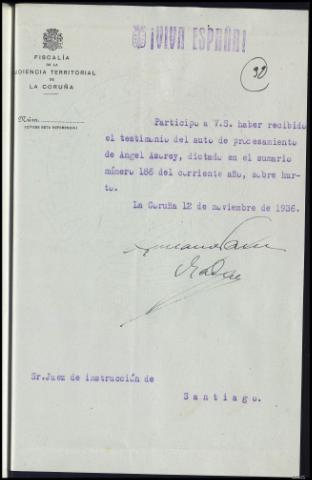 ¡VIVA ESPAÑA!
FISCALÍA
DE LA
AUDIENCIA TERRITORIAL
DE
LA CORUÑA
92
Núm.
Participo a V.S. haber recibido
el testimonio del auto de procesamiento
de Angel Asorey, dictado en el sumario
número 186 del corriente año, sobre hur-
to.
La Coruña 12 de noviembre de 1936.
Sr.Juez de instrucción de
Santiago.